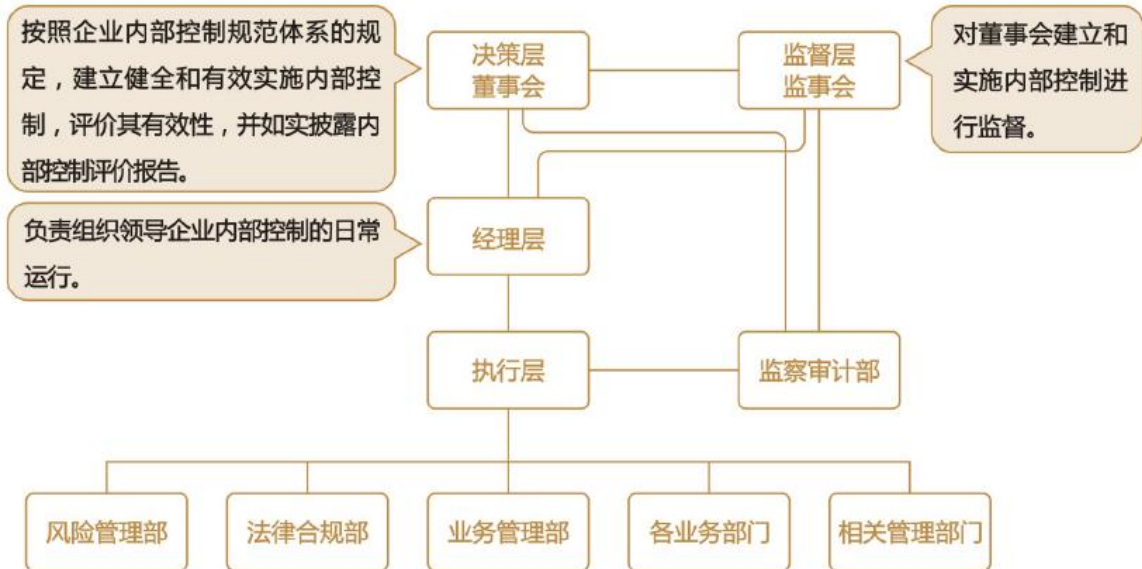 按照企业内部控制规范体系的规
定，建立健全和有效实施内部控
制，评价其有效性，并如实披露内
部控制评价报告。
决策层
董事会
监督层
监事会
对董事会建立和
实施内部控制进
行监督。
负责组织领导企业内部控制的日常
运行。
经理层
执行层
监察审计部
风险管理部
法律合规部
业务管理部
各业务部门
相关管理部门